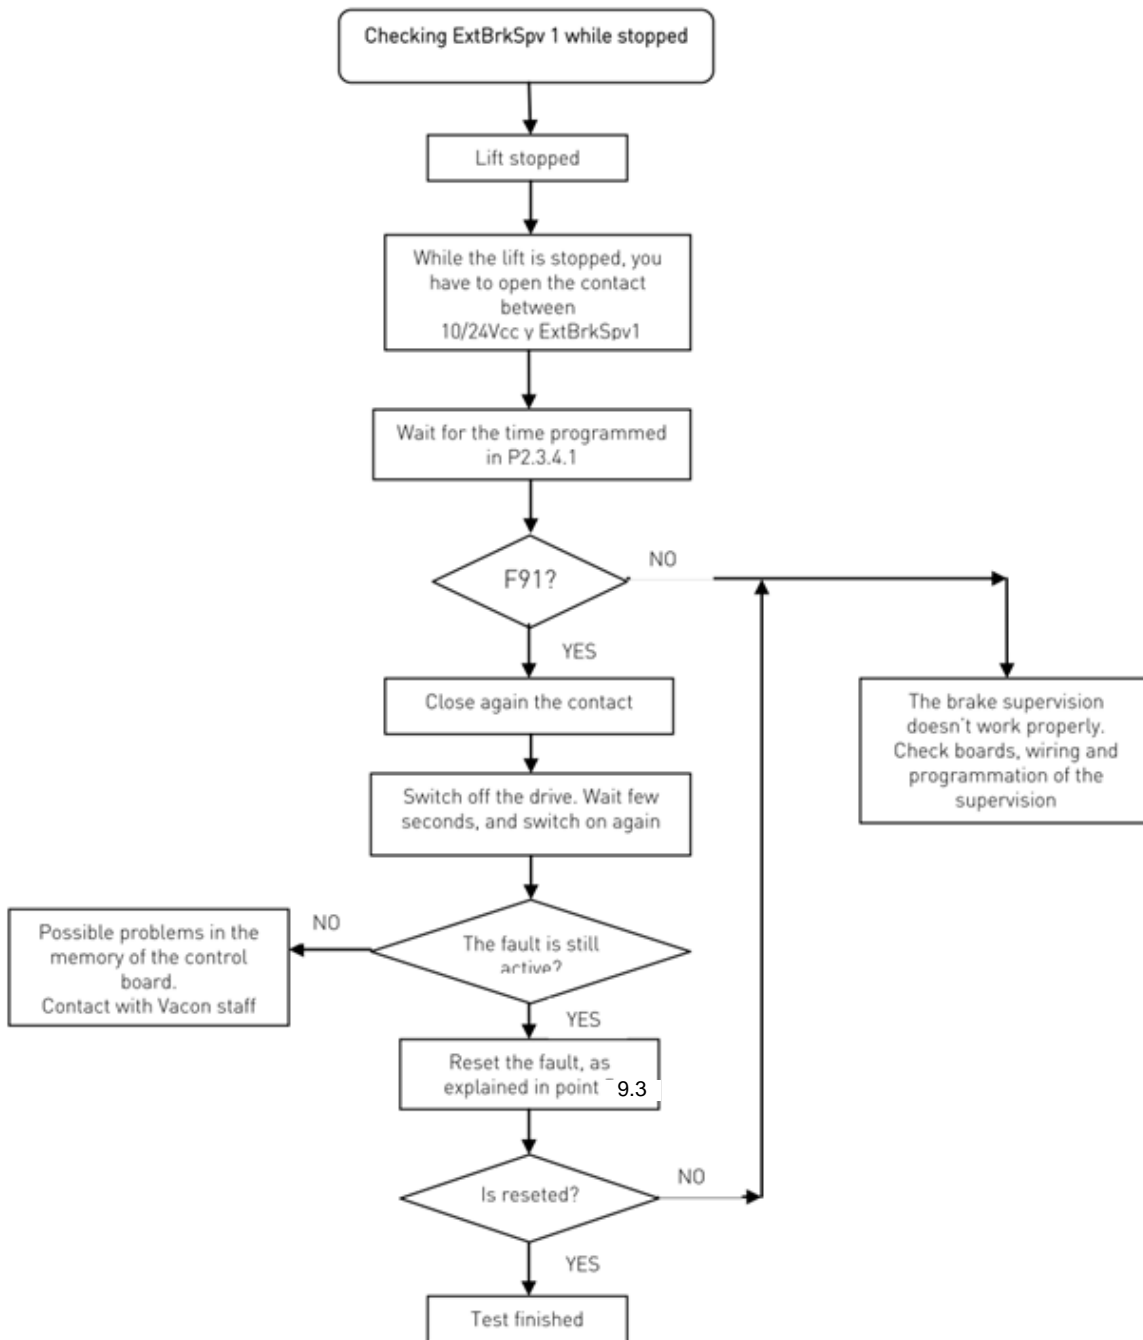 Checking ExtBrkSpv 1 while stopped
Lift stopped
While the lift is stopped, you
have to open the contact
between
10/24Vcc y ExtBrkSpv1
Wait for the time programmed
in P2.3.4.1
F91?
NO
YES
Close again the contact
The brake supervision
doesn't work properly.
Check boards, wiring and
programmation of the
supervision
Switch off the drive. Wait few
seconds, and switch on again
The fault is still
active?
NO
Possible problems in the
memory of the control
board.
Contact with Vacon staff
YES
Reset the fault, as
explained in point 9.3
Is reseted?
NO
YES
Test finished